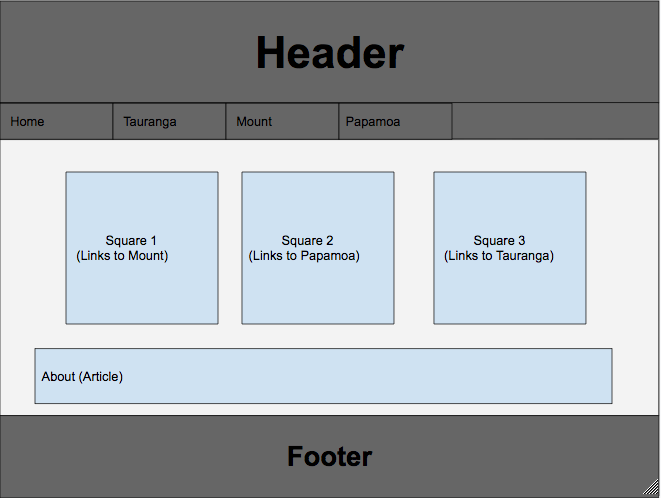 Header
Home
Tauranga
Mount
Papamoa
Square 1
(Links to Mount)
Square 2
(Links to Papamoa)
Square 3
(Links to Tauranga)
About (Article)
Footer